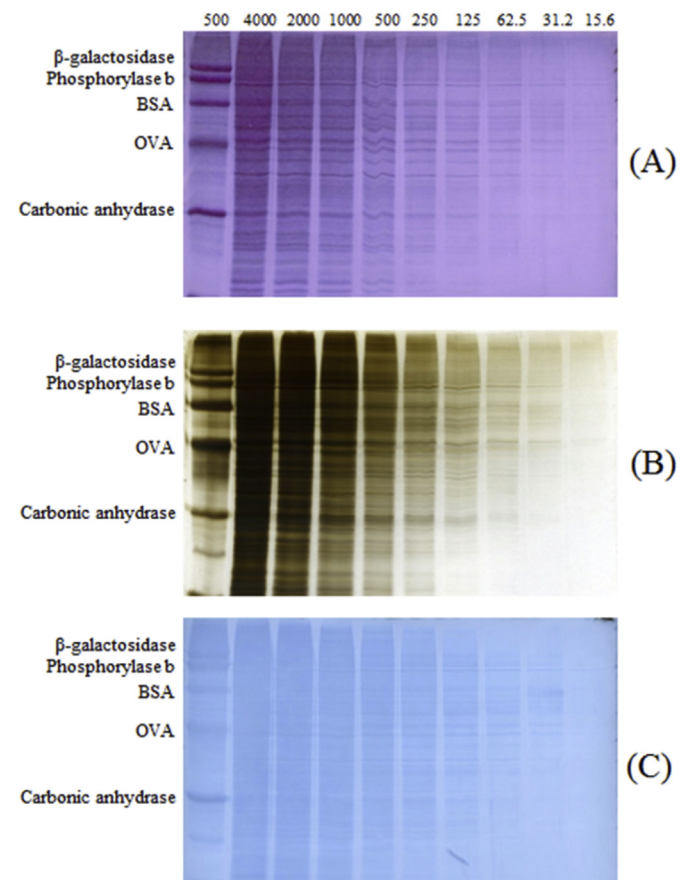 500 4000 2000 1000 500 250 125 62.5 31.2 15.6
β-galactosidase
Phosphorylase b
BSA
OVA
Carbonic anhydrase
(A)
β-galactosidase
Phosphorylase b
BSA
OVA
Carbonic anhydrase
(B)
β-galactosidase
Phosphorylase b
BSA
OVA
Carbonic anhydrase
(C)